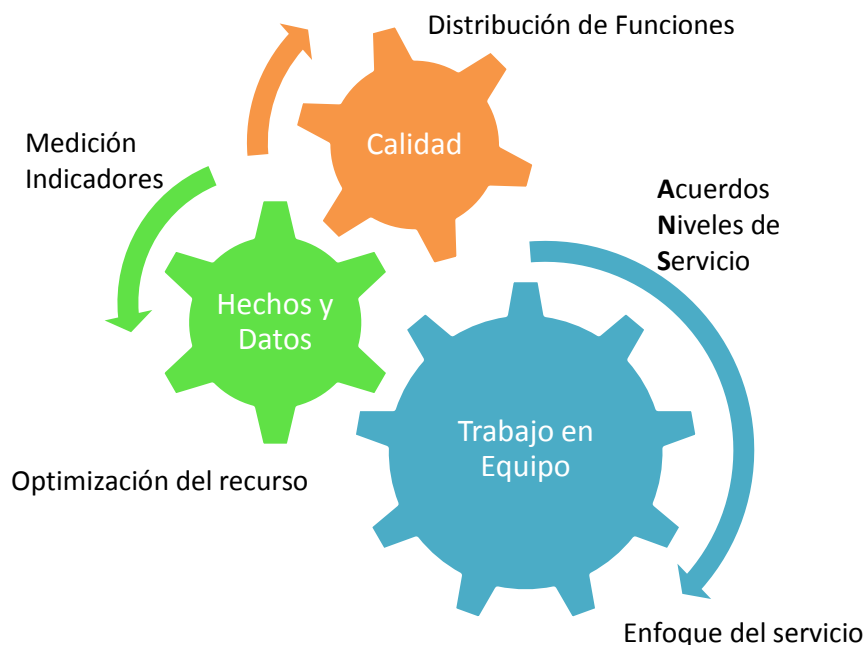 Distribución de Funciones
Calidad
Medición
Indicadores
Acuerdos
Niveles de
Servicio
Hechos y
Datos
Trabajo en
Equipo
Optimización del recurso
Enfoque del servicio